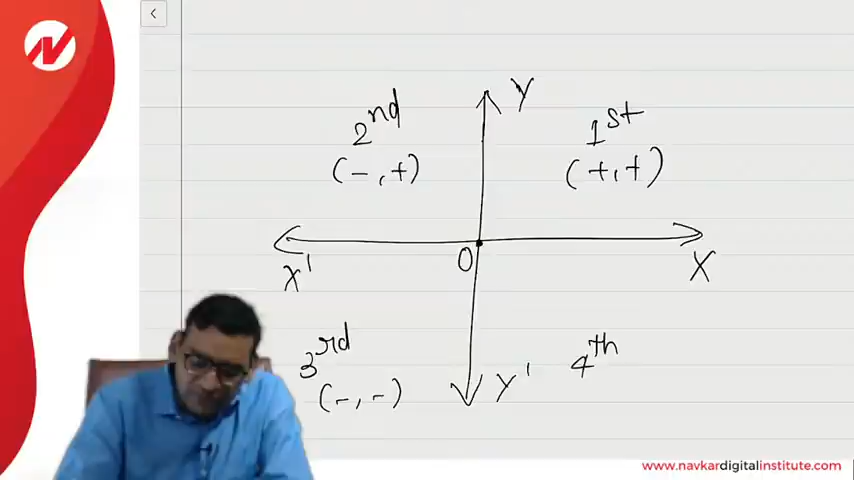 Y
2nd
1st
(-,+)
(+,+)
X'
O
X
3rd
4th
(-,-)
Y'
www.navkardigitalinstitute.com